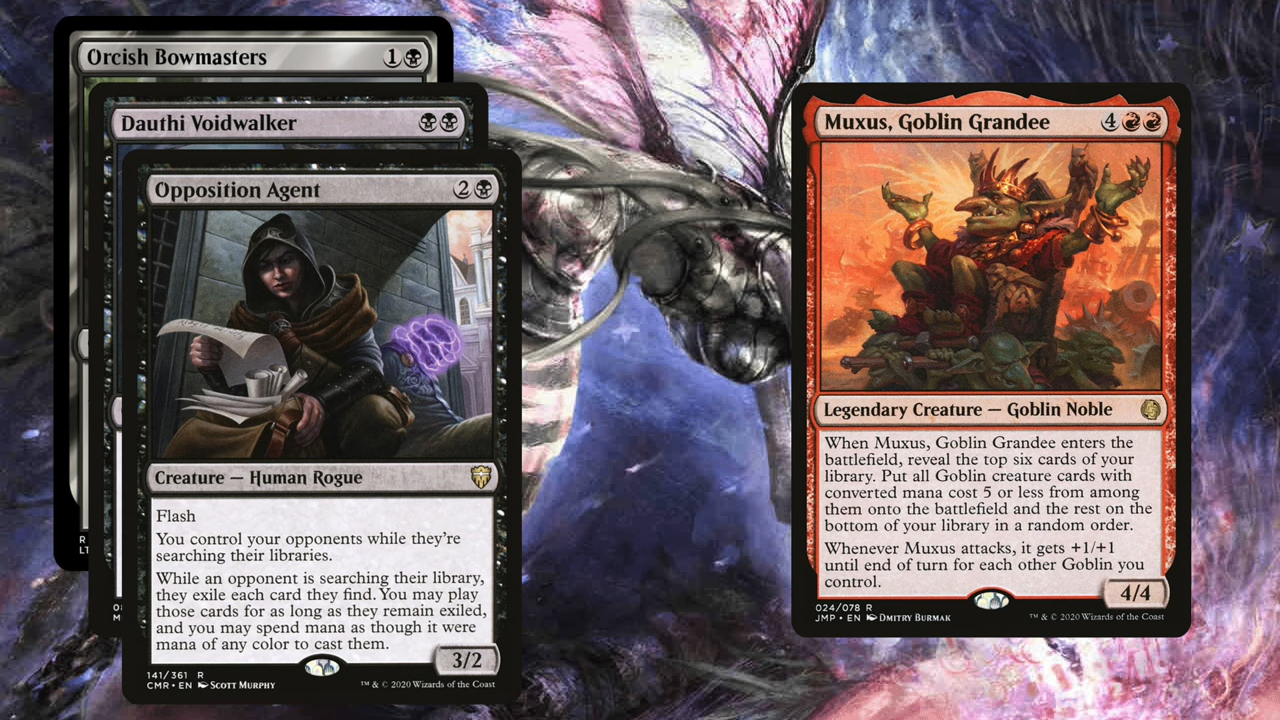 Orcish Bowmasters 1
Dauthi Voidwalker
Opposition Agent 2
Creature — Human Rogue
Flash
You control your opponents while they're
searching their libraries.
While an opponent is searching their library,
they exile each card they find. You may play
those cards for as long as they remain exiled,
and you may spend mana as though it were
mana of any color to cast them.
3/2
141/361 R
CMR • EN Scott Murphy
™ & © 2020 Wizards of the Coast
R
LT
08
M
Muxus, Goblin Grandee 4
Legendary Creature — Goblin Noble
When Muxus, Goblin Grandee enters the
battlefield, reveal the top six cards of your
library. Put all Goblin creature cards with
converted mana cost 5 or less from among
them onto the battlefield and the rest on the
bottom of your library in a random order.
Whenever Muxus attacks, it gets +1/+1
until end of turn for each other Goblin you
control.
4/4
024/078 R
JMP • EN Dmitry Burmak
™ & © 2020 Wizards of the Coast